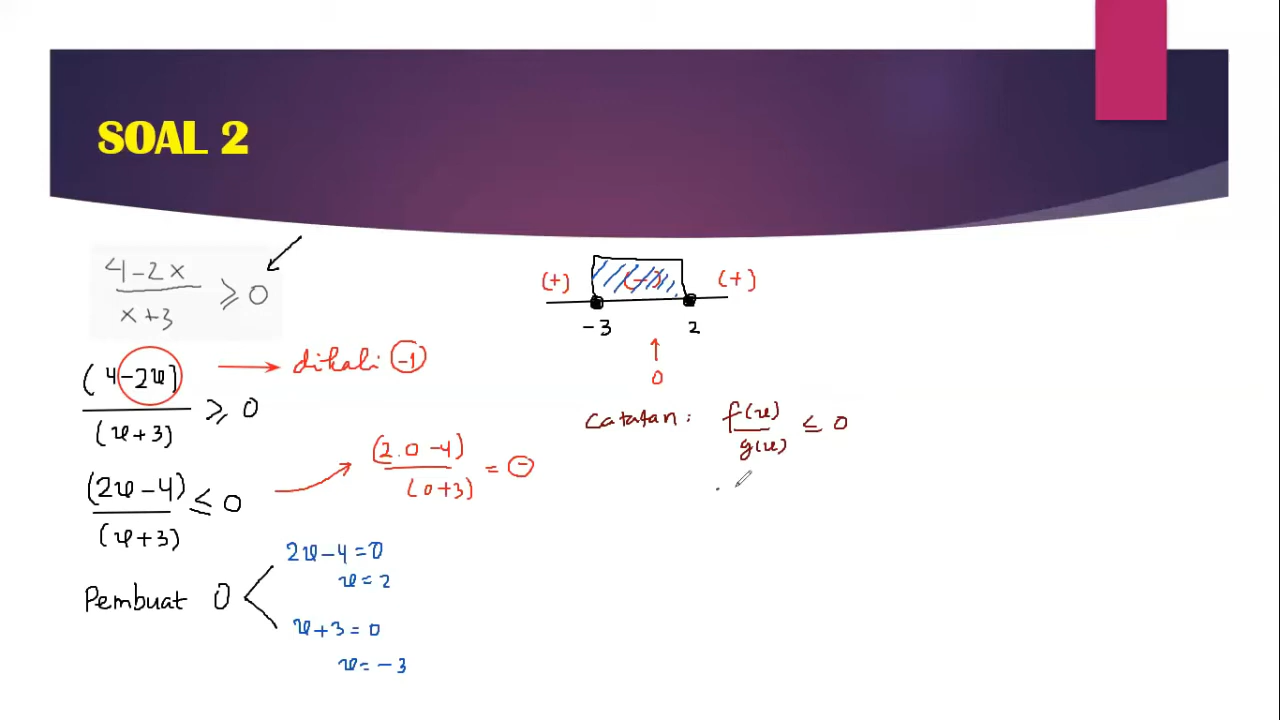 SOAL 2
4-2x
x+3
≥ 0
(4-2x)
(x+3)
≥ 0
→ dikali -1
(2x-4)
(x+3)
≤ 0
(2.0-4)
(0+3)
= -
Pembuat 0
2x-4=0
x=2
x+3=0
x=-3
(+) (-) (+)
-3 2
0
Catatan: f(x)
g(x)
≤ 0